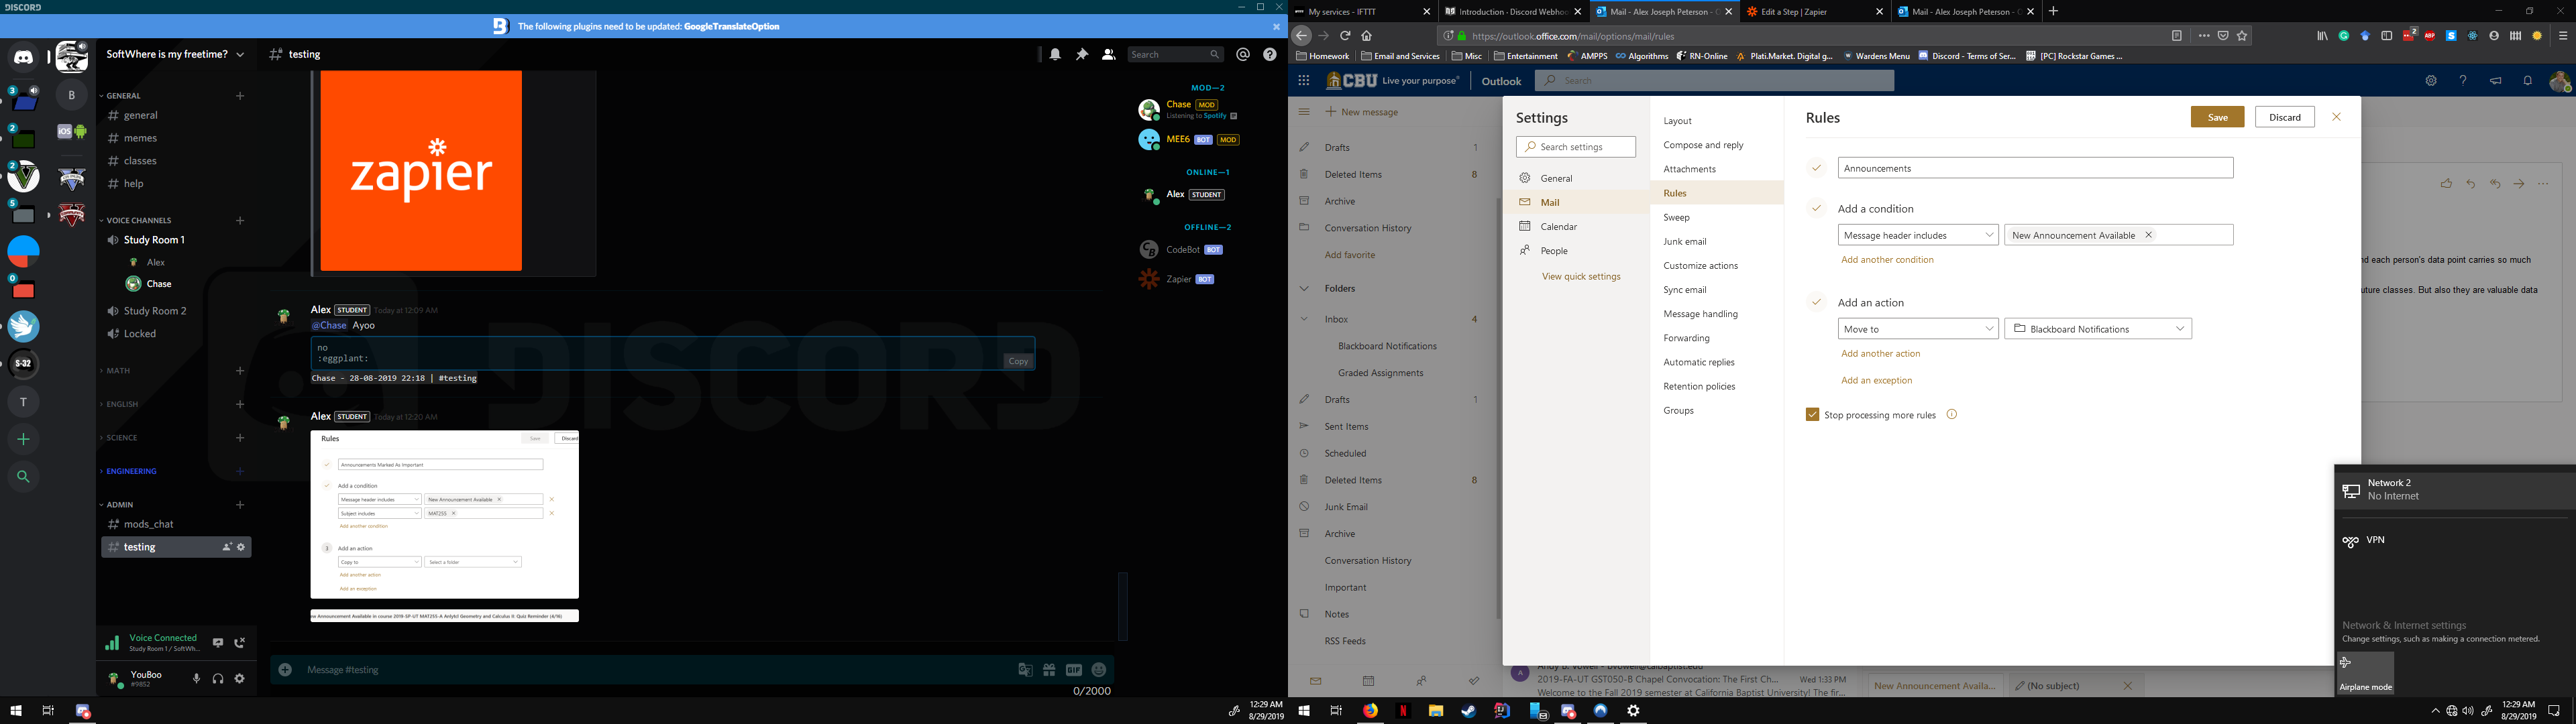 DISCORD
The following plugins need to be updated: GoogleTranslateOption
SoftWhere is my freetime?
testing
Search
GENERAL
general
memes
classes
help
VOICE CHANNELS
Study Room 1
Alex
Chase
Study Room 2
Locked
MATH
ENGLISH
SCIENCE
ENGINEERING
ADMIN
mods_chat
testing
Voice Connected
Study Room 1 / SoftWh...
YouBoo
#9852
3
2
2
5
0
B
iOS
S-32
T
zapier
Alex STUDENT Today at 12:09 AM
@Chase Ayoo
no
:eggplant:
Copy
Chase - 28-08-2019 22:18 | #testing
Alex STUDENT Today at 12:20 AM
Rules
Save
Discard
Announcements Marked As Important
Add a condition
Message header includes
New Announcement Available
Subject includes
MAT255
Add another condition
3
Add an action
Copy to
Select a folder
Add another action
Add an exception
w Announcement Available in course 2019-SP-UT MAT255-A Anlytcl Geometry and Calculus II: Quiz Reminder (4/16)
DISCORD
Message #testing
GIF
0/2000
MOD—2
Chase MOD
Listening to Spotify
MEE6 BOT MOD
ONLINE—1
Alex STUDENT
OFFLINE—2
CodeBot BOT
Zapier BOT
12:29 AM
8/29/2019
My services - IFTTT
Introduction - Discord Webhoo
Mail - Alex Joseph Peterson - O
Edit a Step | Zapier
Mail - Alex Joseph Peterson - O
https://outlook.office.com/mail/options/mail/rules
2
ABP
Homework
Email and Services
Misc
Entertainment
AMPPS
Algorithms
RN-Online
Plati.Market. Digital g...
Wardens Menu
Discord - Terms of Ser...
[PC] Rockstar Games ...
CBU
Live your purpose®
Outlook
Search
New message
Drafts 1
Deleted Items 8
Archive
Conversation History
Add favorite
Folders
Inbox 4
Blackboard Notifications
Graded Assignments
Drafts 1
Sent Items
Scheduled
Deleted Items 8
Junk Email
Archive
Conversation History
Important
Notes
RSS Feeds
Settings
Search settings
General
Mail
Calendar
People
View quick settings
Layout
Compose and reply
Attachments
Rules
Sweep
Junk email
Customize actions
Sync email
Message handling
Forwarding
Automatic replies
Retention policies
Groups
Rules
Save
Discard
Announcements
Add a condition
Message header includes
New Announcement Available
Add another condition
Add an action
Move to
Blackboard Notifications
Add another action
Add an exception
Stop processing more rules
nd each person's data point carries so much
uture classes. But also they are valuable data
Network 2
No Internet
VPN
Network & Internet settings
Change settings, such as making a connection metered.
Airplane mode
A
Andy B. Vowell - bvowell@calbaptist.edu
2019-FA-UT GST050-B Chapel Convocation: The First Ch...
Wed 1:33 PM
Welcome to the Fall 2019 semester at California Baptist University! The fir...
New Announcement Availa...
(No subject)
12:29 AM
8/29/2019